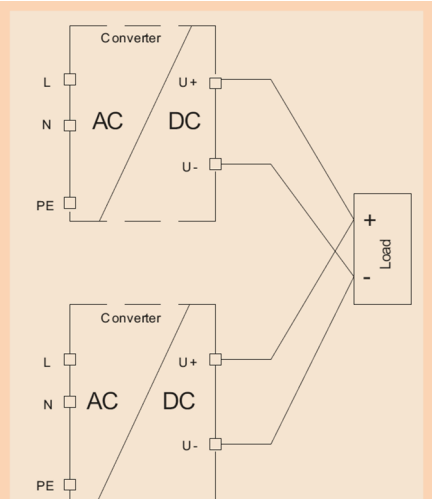 Converter
L
U+
N
AC
DC
U-
PE
+
Load
-
Converter
L
U+
N
AC
DC
U-
PE